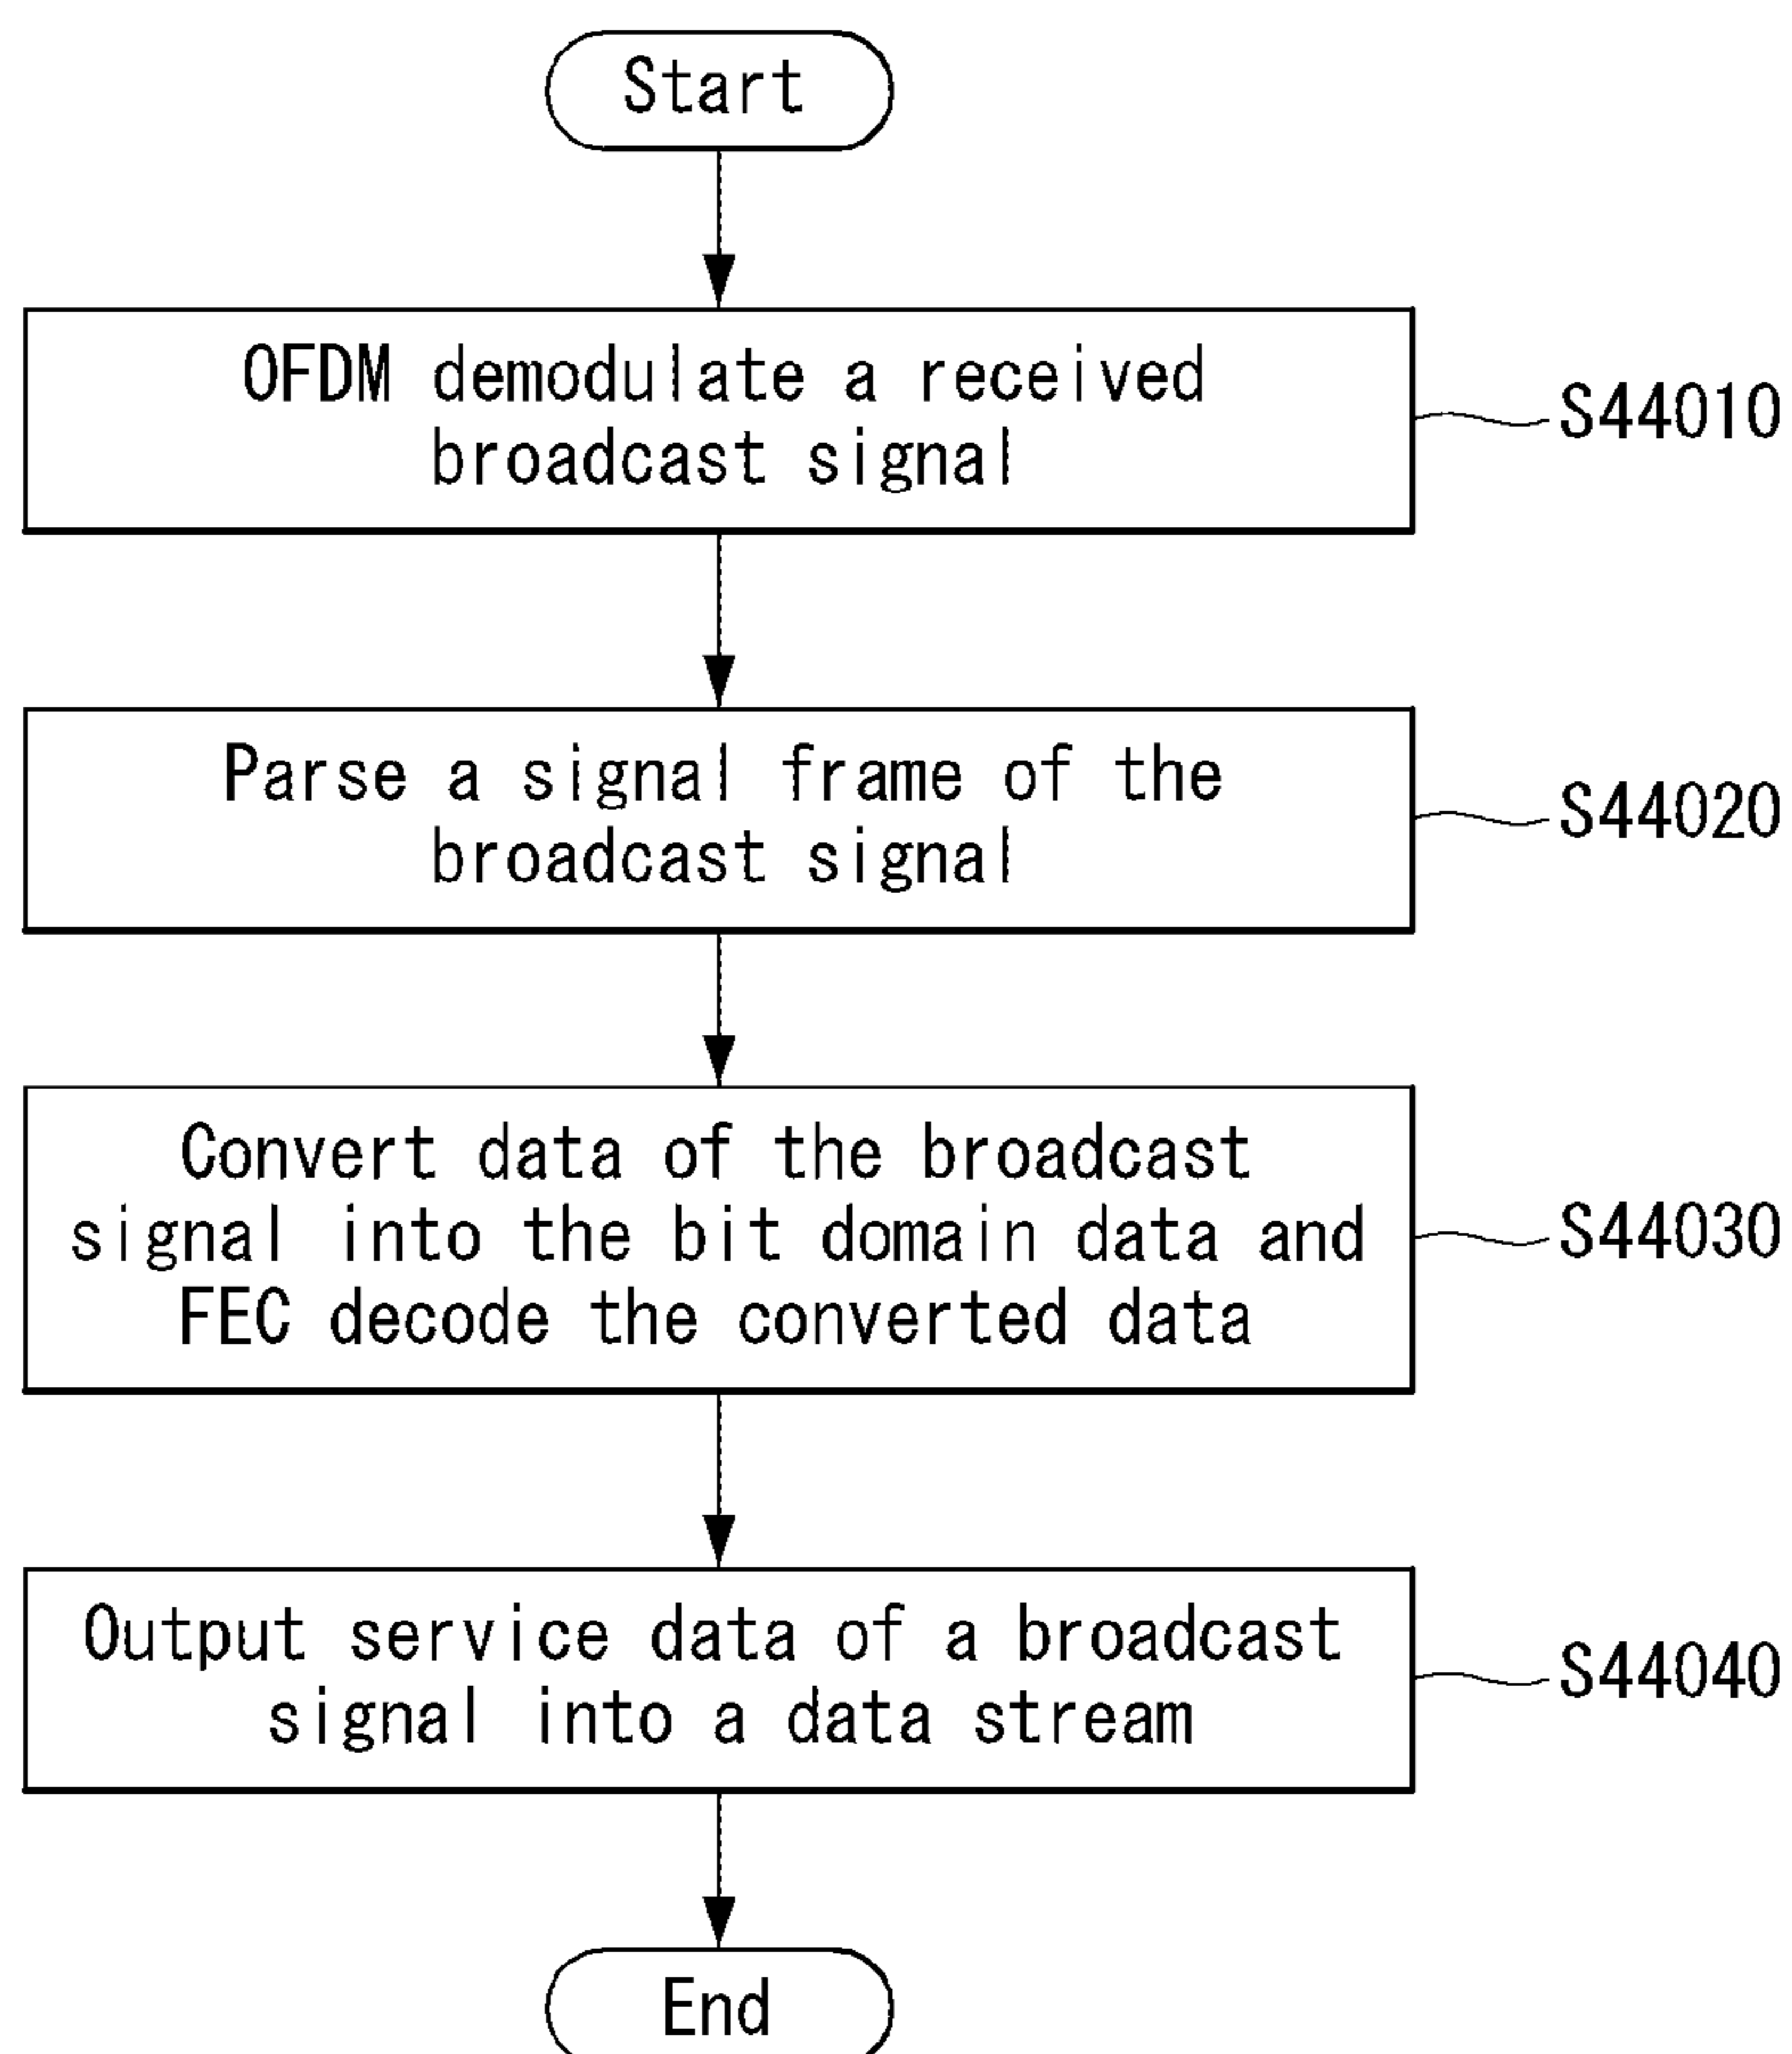 Start
OFDM demodulate a received
broadcast signal
S44010
Parse a signal frame of the
broadcast signal
S44020
Convert data of the broadcast
signal into the bit domain data and
FEC decode the converted data
S44030
Output service data of a broadcast
signal into a data stream
S44040
End